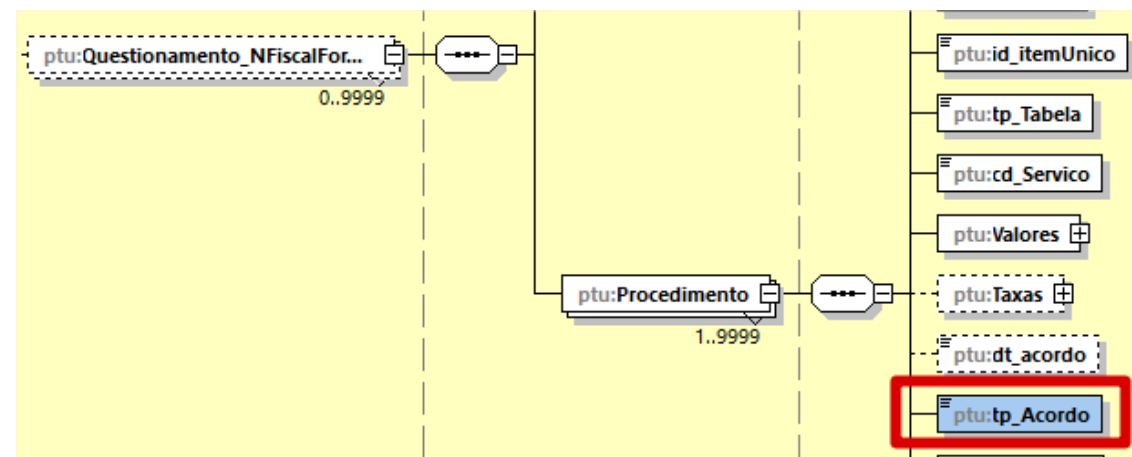 ptu:Questionamento_NFiscalFor...
0..9999
ptu:Procedimento
1..9999
ptu:id_itemUnico
ptu:tp_Tabela
ptu:cd_Servico
ptu:Valores
ptu:Taxas
ptu:dt_acordo
ptu:tp_Acordo